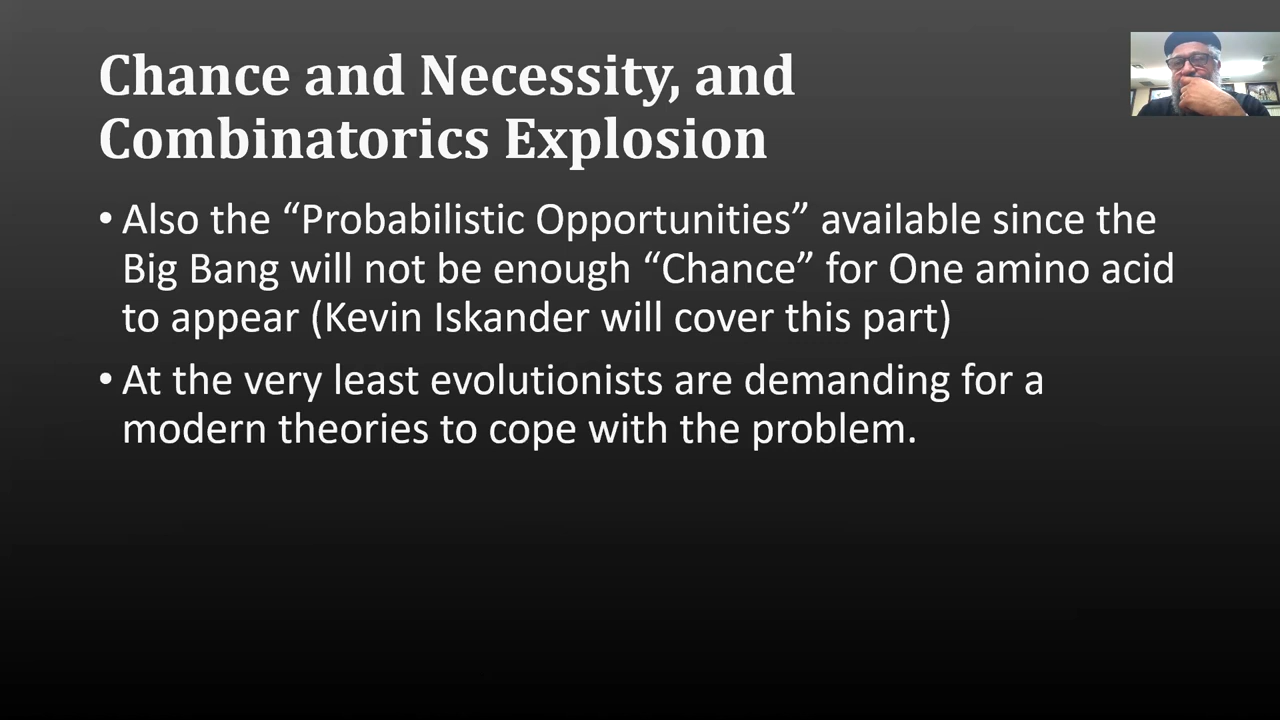 Chance and Necessity, and
Combinatorics Explosion
• Also the “Probabilistic Opportunities” available since the
Big Bang will not be enough “Chance” for One amino acid
to appear (Kevin Iskander will cover this part)
• At the very least evolutionists are demanding for a
modern theories to cope with the problem.